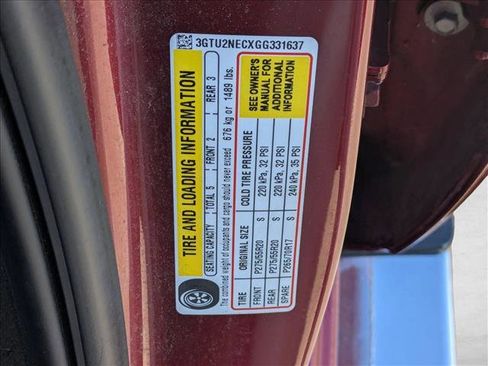 3GTU2NECXGG331637
TIRE AND LOADING INFORMATION
SEATING CAPACITY TOTAL 5 FRONT 2 REAR 3
The combined weight of occupants and cargo should never exceed 676 kg or 1489 lbs.
TIRE ORIGINAL SIZE COLD TIRE PRESSURE
FRONT P275/55R20 S 220 kPa, 32 PSI
REAR P275/55R20 S 220 kPa, 32 PSI
SPARE P265/70R17 S 240 kPa, 35 PSI
SEE OWNER'S
MANUAL FOR
ADDITIONAL
INFORMATION